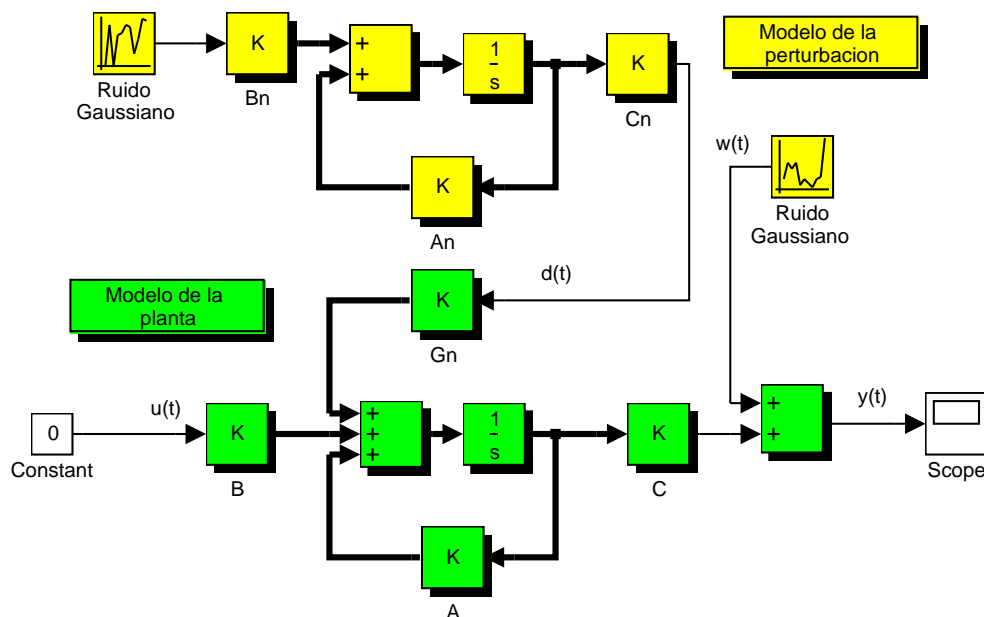 Ruido
Gaussiano
K
Bn
+
+
1
s
K
Cn
Modelo de la
perturbacion
K
An
w(t)
Ruido
Gaussiano
Modelo de la
planta
K
Gn
d(t)
0
Constant
u(t)
K
B
+
+
+
1
s
K
C
+
+
y(t)
Scope
K
A